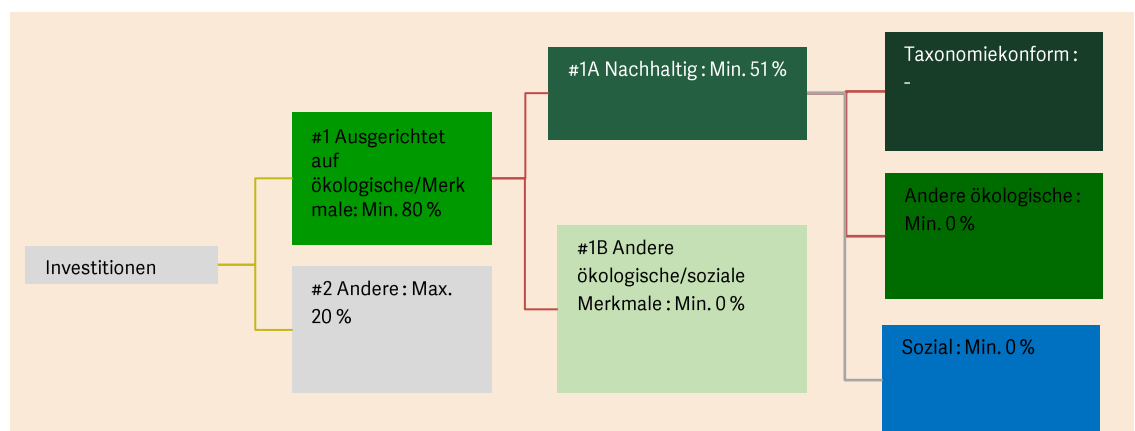 Investitionen
#1 Ausgerichtet
auf
ökologische/Merk
male: Min. 80 %
#2 Andere : Max.
20 %
#1A Nachhaltig : Min. 51 %
#1B Andere
ökologische/soziale
Merkmale : Min. 0 %
Taxonomiekonform :
-
Andere ökologische :
Min. 0 %
Sozial : Min. 0 %